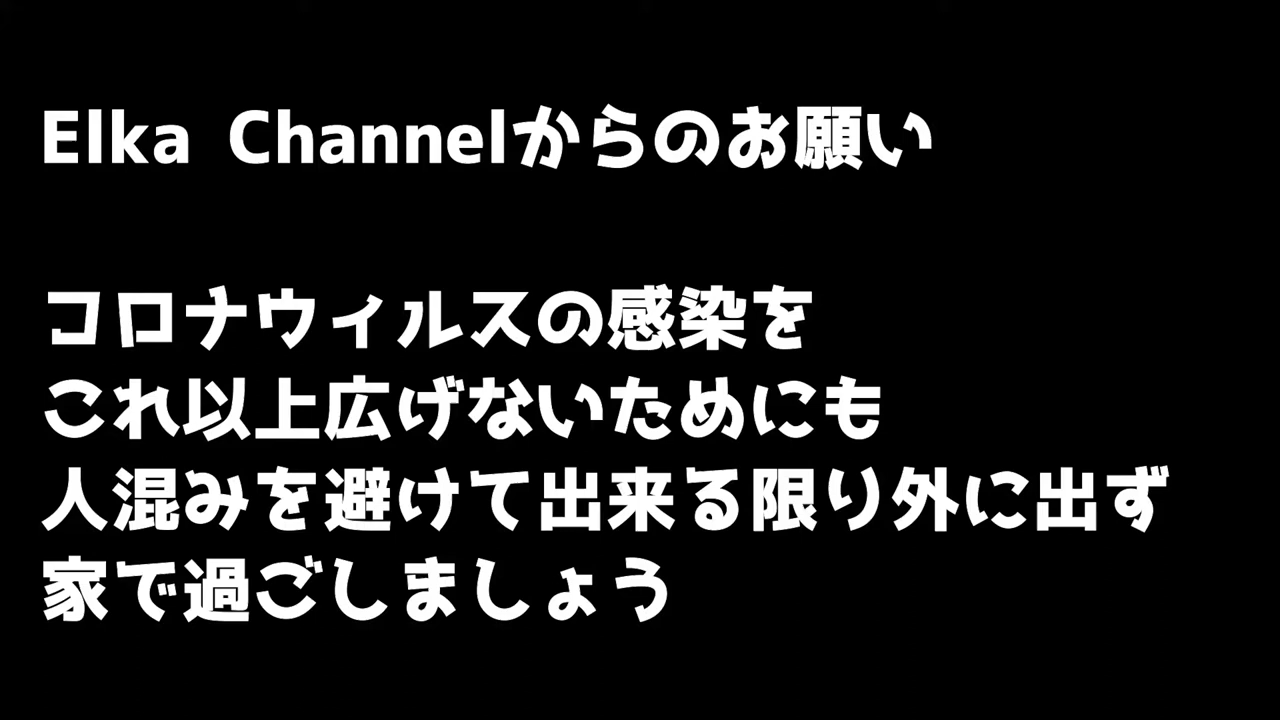 Elka Channelからのお願い
コロナウィルスの感染を
これ以上広げないためにも
人混みを避けて出来る限り外に出ず
家で過ごしましょう